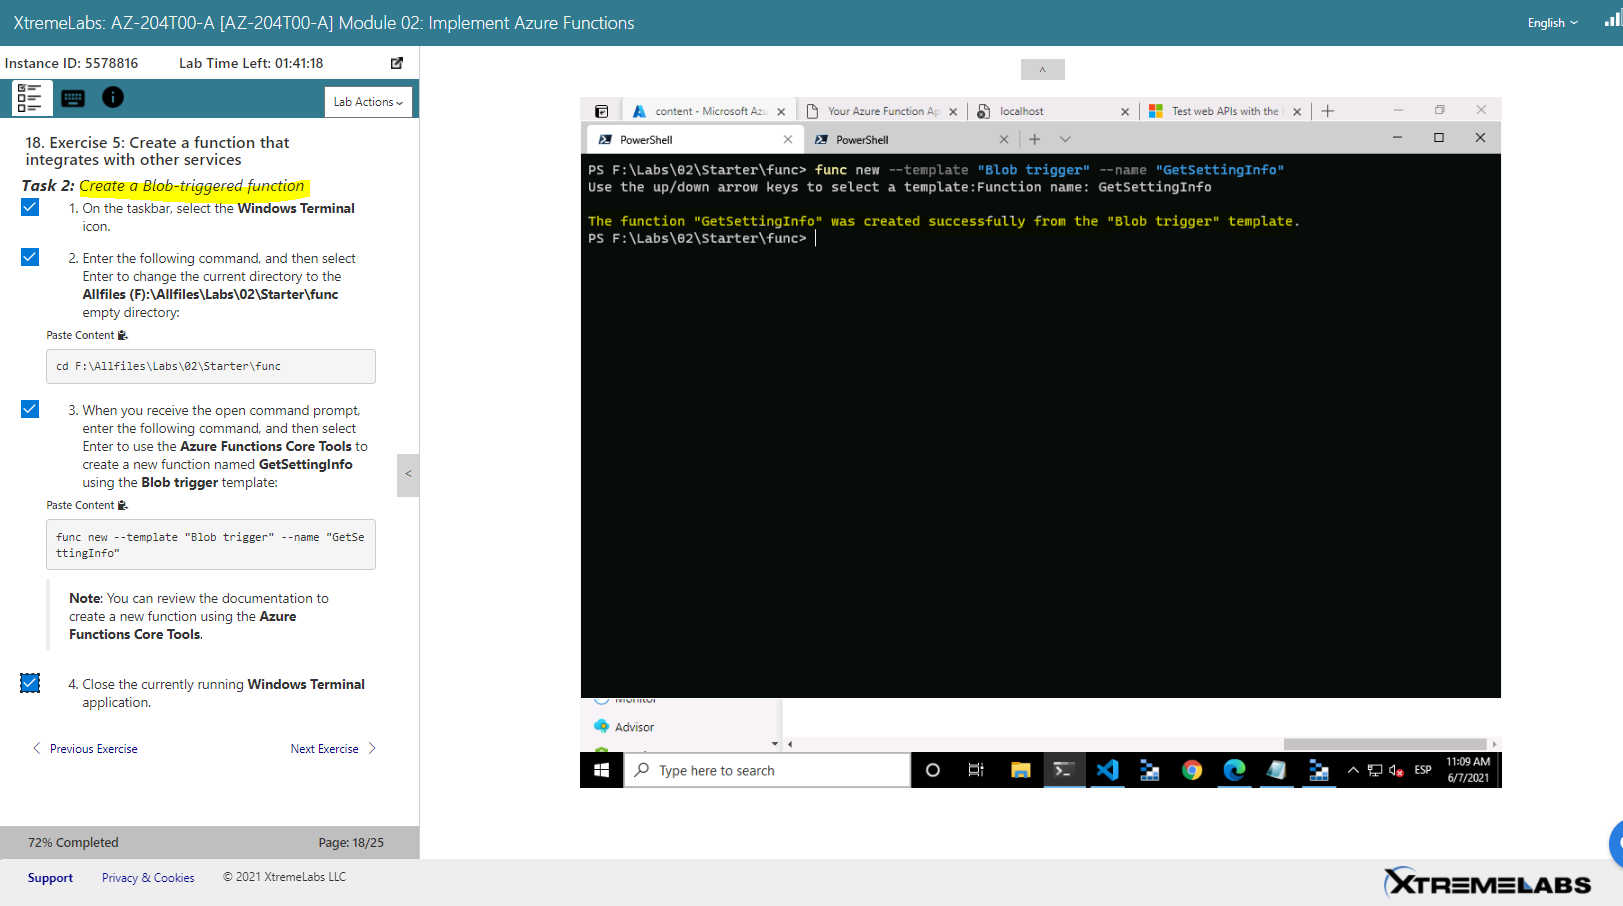 XtremeLabs: AZ-204T00-A [AZ-204T00-A] Module 02: Implement Azure Functions
English
Instance ID: 5578816 Lab Time Left: 01:41:18
Lab Actions
18. Exercise 5: Create a function that
integrates with other services
Task 2: Create a Blob-triggered function
1. On the taskbar, select the Windows Terminal
icon.
2. Enter the following command, and then select
Enter to change the current directory to the
Allfiles (F):\Allfiles\Labs\02\Starter\func
empty directory:
Paste Content
cd F:\Allfiles\Labs\02\Starter\func
3. When you receive the open command prompt,
enter the following command, and then select
Enter to use the Azure Functions Core Tools to
create a new function named GetSettingInfo
using the Blob trigger template:
Paste Content
func new --template "Blob trigger" --name "GetSe
ttingInfo"
Note: You can review the documentation to
create a new function using the Azure
Functions Core Tools.
4. Close the currently running Windows Terminal
application.
Previous Exercise Next Exercise
72% Completed Page: 18/25
content - Microsoft Azu Your Azure Function Ap localhost Test web APIs with the
PowerShell PowerShell
PS F:\Labs\02\Starter\func> func new --template "Blob trigger" --name "GetSettingInfo"
Use the up/down arrow keys to select a template:Function name: GetSettingInfo
The function "GetSettingInfo" was created successfully from the "Blob trigger" template.
PS F:\Labs\02\Starter\func>
Monitor
Advisor
Type here to search
ESP
11:09 AM
6/7/2021
Support Privacy & Cookies © 2021 XtremeLabs LLC
XTREMELABS